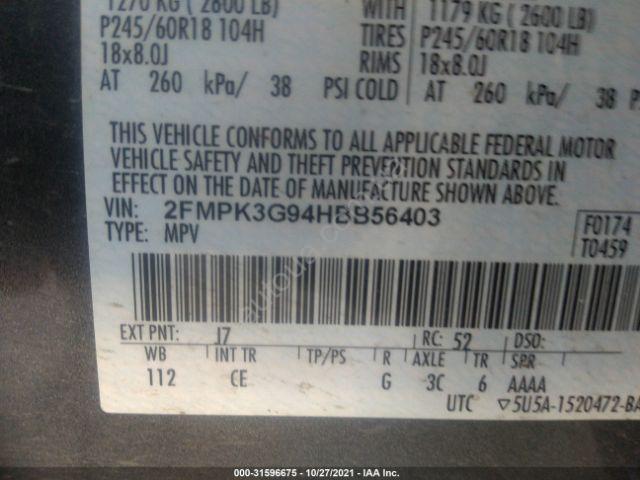 1270 KG ( 2800 LB)
P245/60R18 104H
18x8.0J
AT 260 kPa/ 38 PSI COLD
WITH 1179 KG ( 2600 LB)
TIRES P245/60R18 104H
RIMS 18x8.0J
AT 260 kPa/ 38 P
THIS VEHICLE CONFORMS TO ALL APPLICABLE FEDERAL MOTOR
VEHICLE SAFETY AND THEFT PREVENTION STANDARDS IN
EFFECT ON THE DATE OF MANUFACTURE SHOWN ABOVE.
VIN: 2FMPK3G94HBB56403
TYPE: MPV
F0174
T0459
EXT PNT: J7 RC: 52 DSO:
WB INT TR TP/PS R AXLE TR SPR
112 CE G 3C 6 AAAA
UTC ▽5U5A-1520472-BA
000-31596675 | 10/27/2021 | IAA Inc.